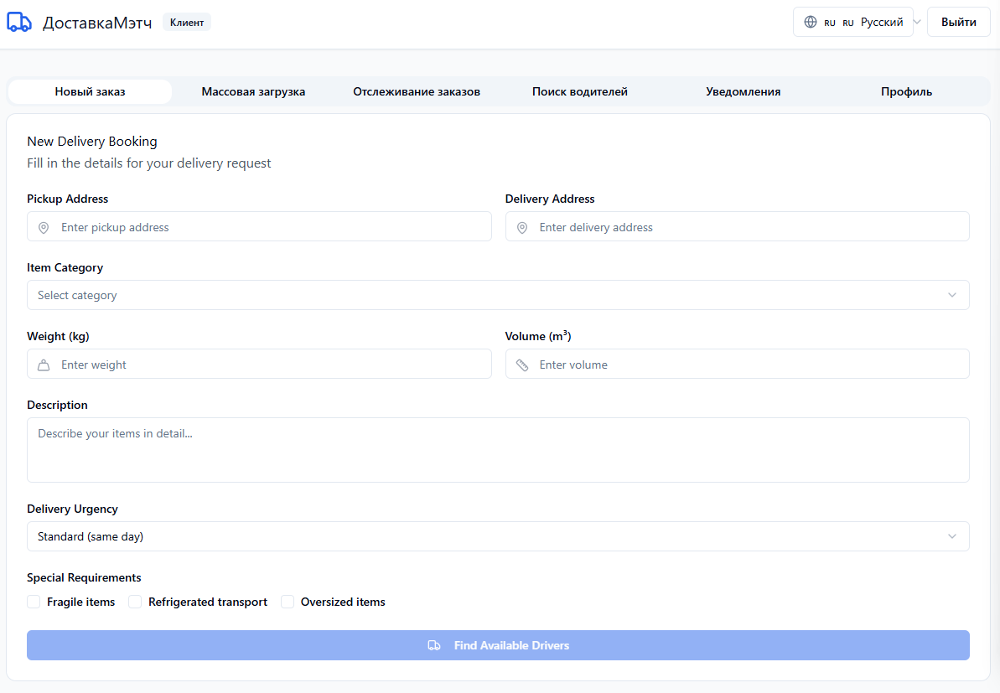 ДоставкаМэтч Клиент RU RU Русский Выйти
Новый заказ Массовая загрузка Отслеживание заказов Поиск водителей Уведомления Профиль
New Delivery Booking
Fill in the details for your delivery request
Pickup Address Delivery Address
Enter pickup address Enter delivery address
Item Category
Select category
Weight (kg) Volume (m³)
Enter weight Enter volume
Description
Describe your items in detail...
Delivery Urgency
Standard (same day)
Special Requirements
Fragile items Refrigerated transport Oversized items
Find Available Drivers